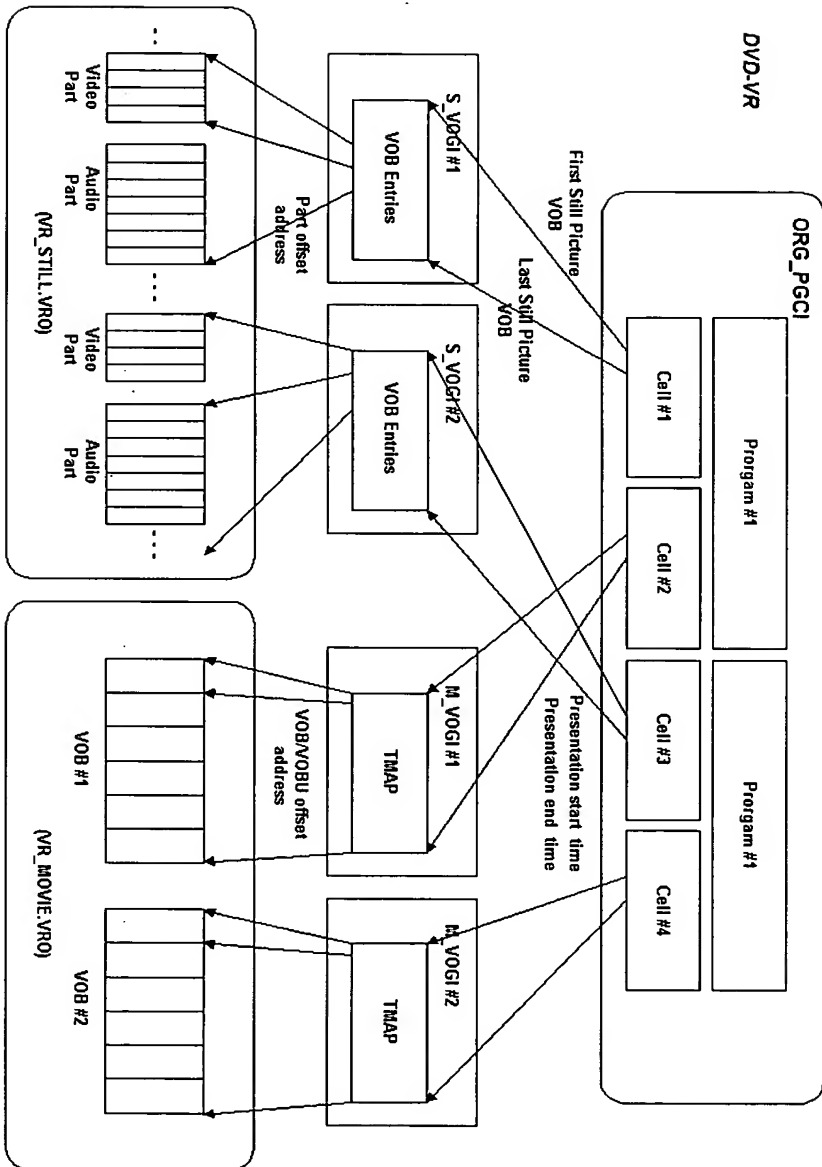 DVD-VR
ORG_PGCI
Prorgam #1
Prorgam #1
Cell #1
Cell #2
Cell #3
Cell #4
First Still Picture
VOB
Last Still Picture
VOB
Presentation start time
Presentation end time
S_VOGI #1
VOB Entries
S_VOGI #2
VOB Entries
M_VOGI #1
TMAP
M_VOGI #2
TMAP
Part offset
address
VOB/VOBU offset
address
...
Video
Part
Audio
Part
...
Video
Part
Audio
Part
...
(VR_STILL.VRO)
VOB #1
VOB #2
(VR_MOVIE.VRO)